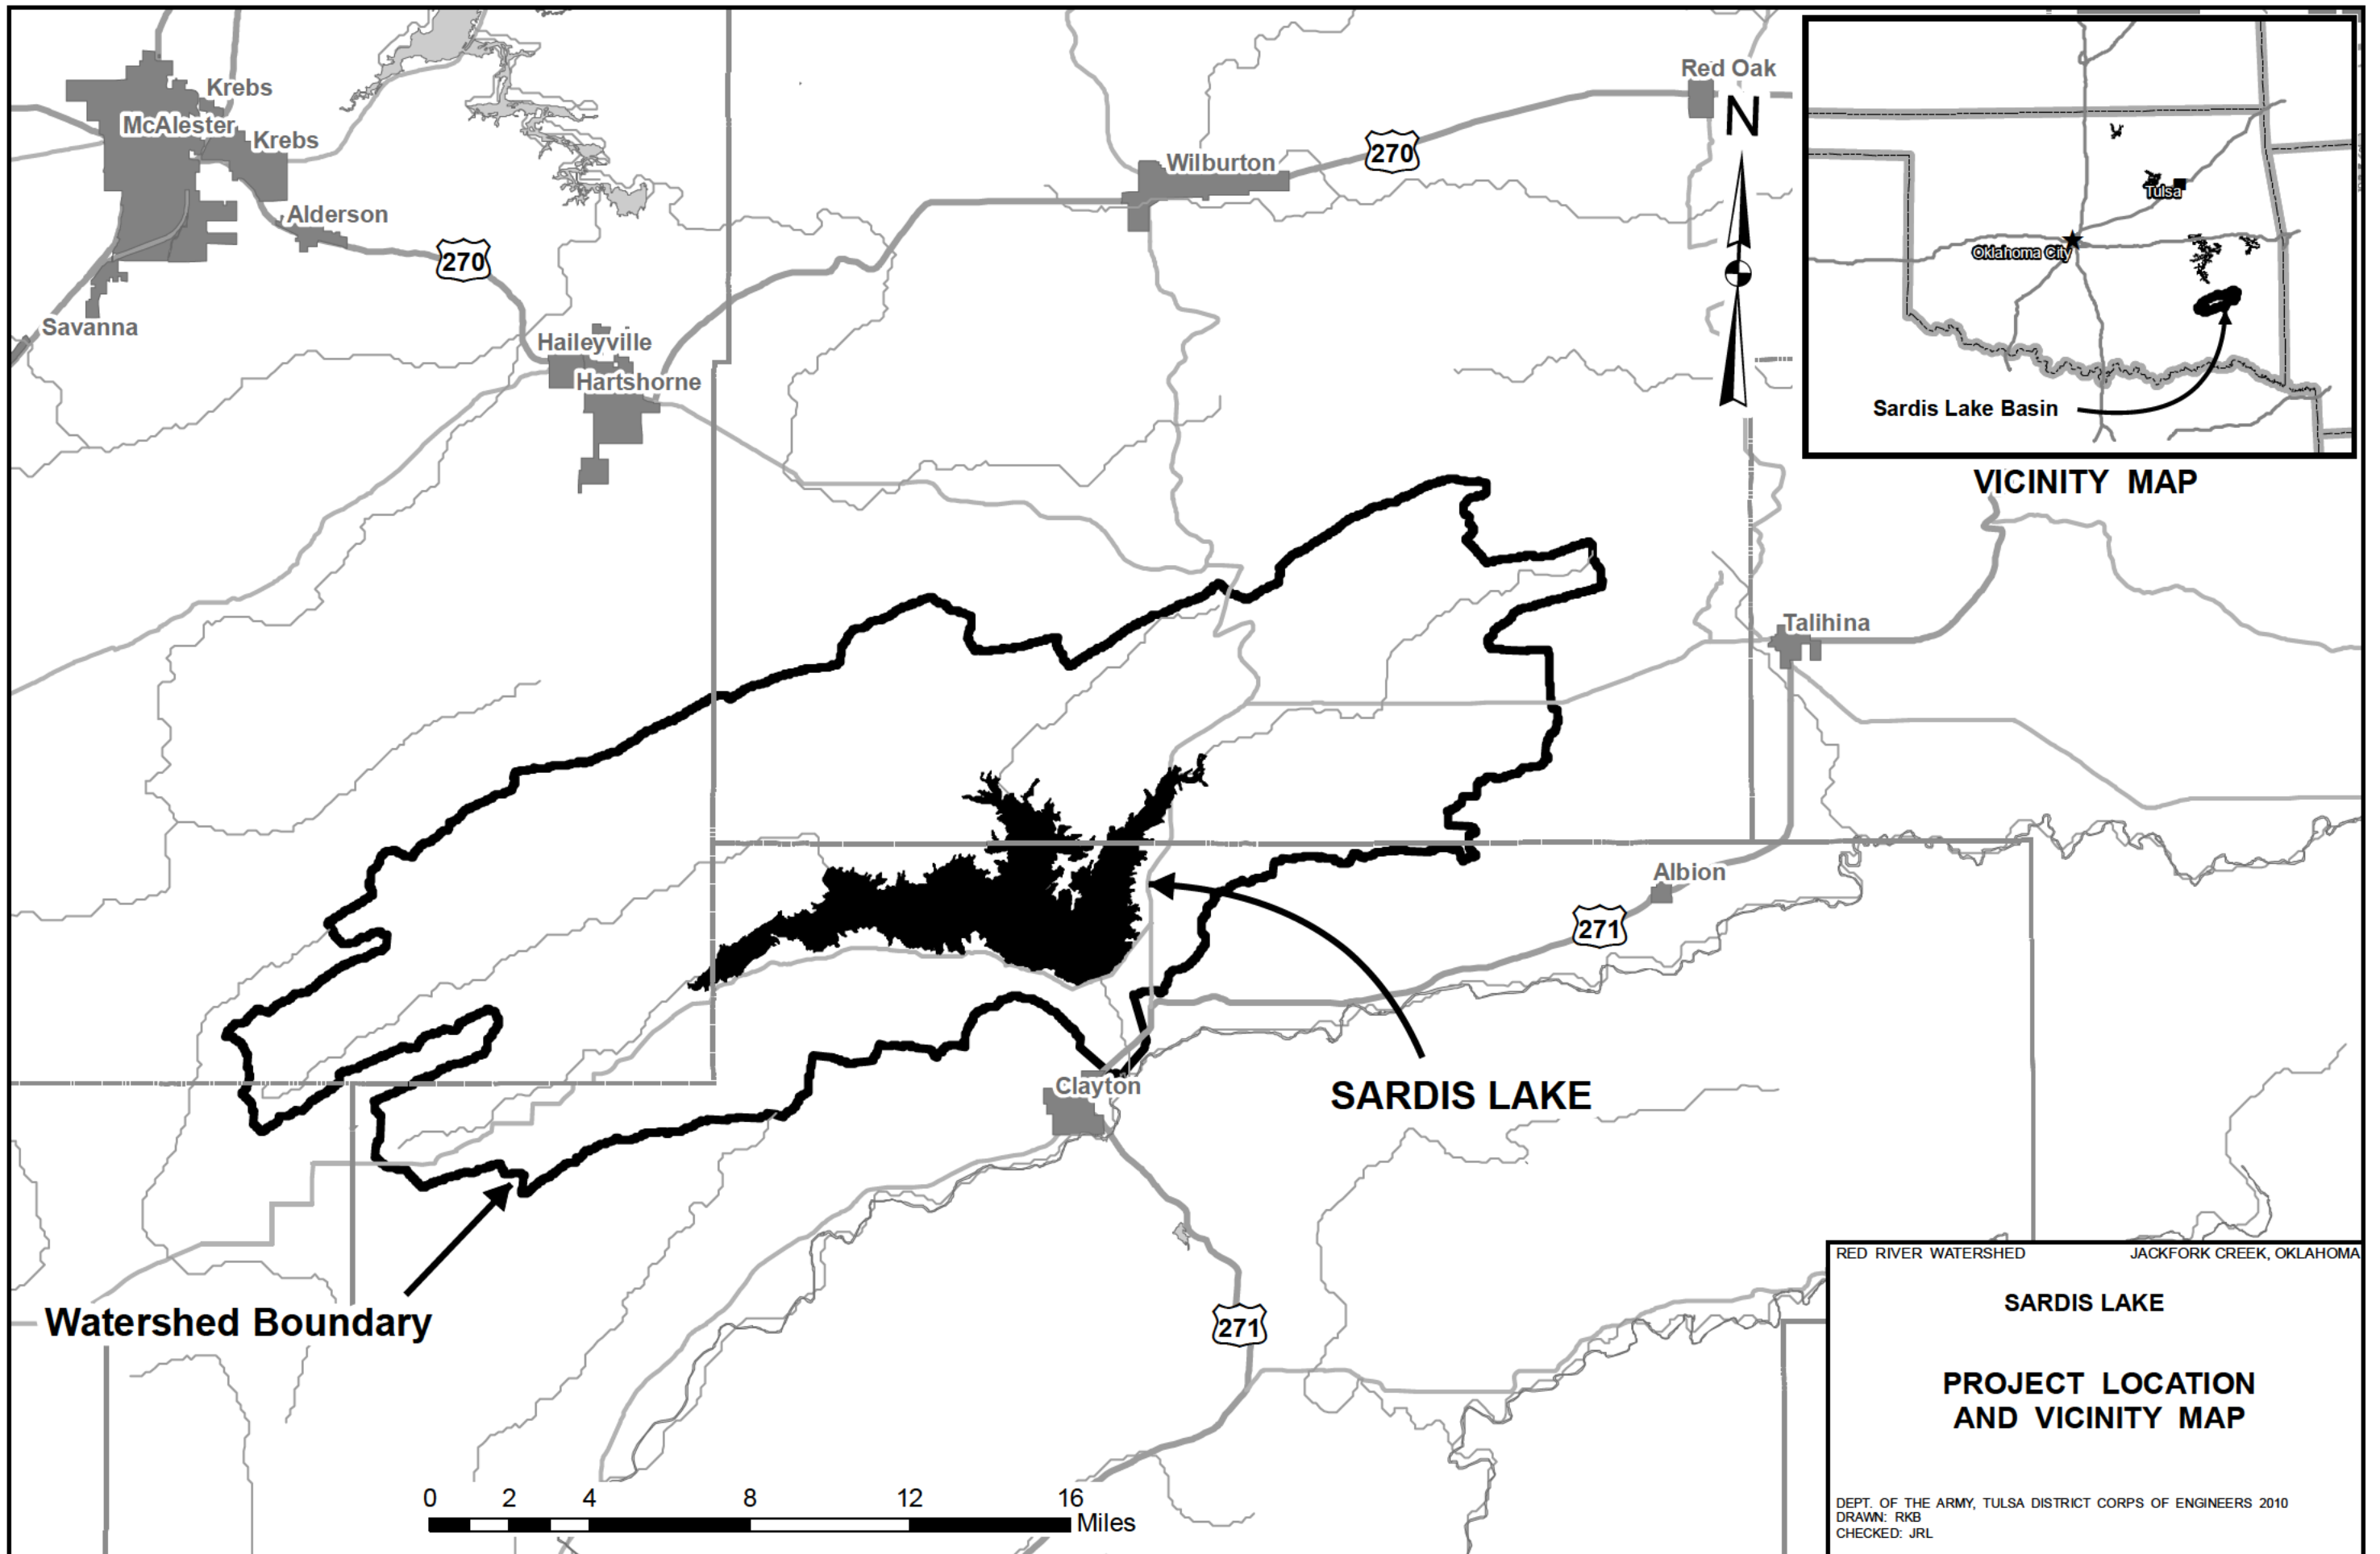 Krebs
McAlester
Krebs
Alderson
270
Savanna
Haileyville
Hartshorne
Wilburton
270
Red Oak
N
Tulsa
Oklahoma City
Sardis Lake Basin
VICINITY MAP
Talihina
Albion
271
Clayton
SARDIS LAKE
Watershed Boundary
271
0 2 4 8 12 16
Miles
RED RIVER WATERSHED JACKFORK CREEK, OKLAHOMA
SARDIS LAKE
PROJECT LOCATION
AND VICINITY MAP
DEPT. OF THE ARMY, TULSA DISTRICT CORPS OF ENGINEERS 2010
DRAWN: RKB
CHECKED: JRL